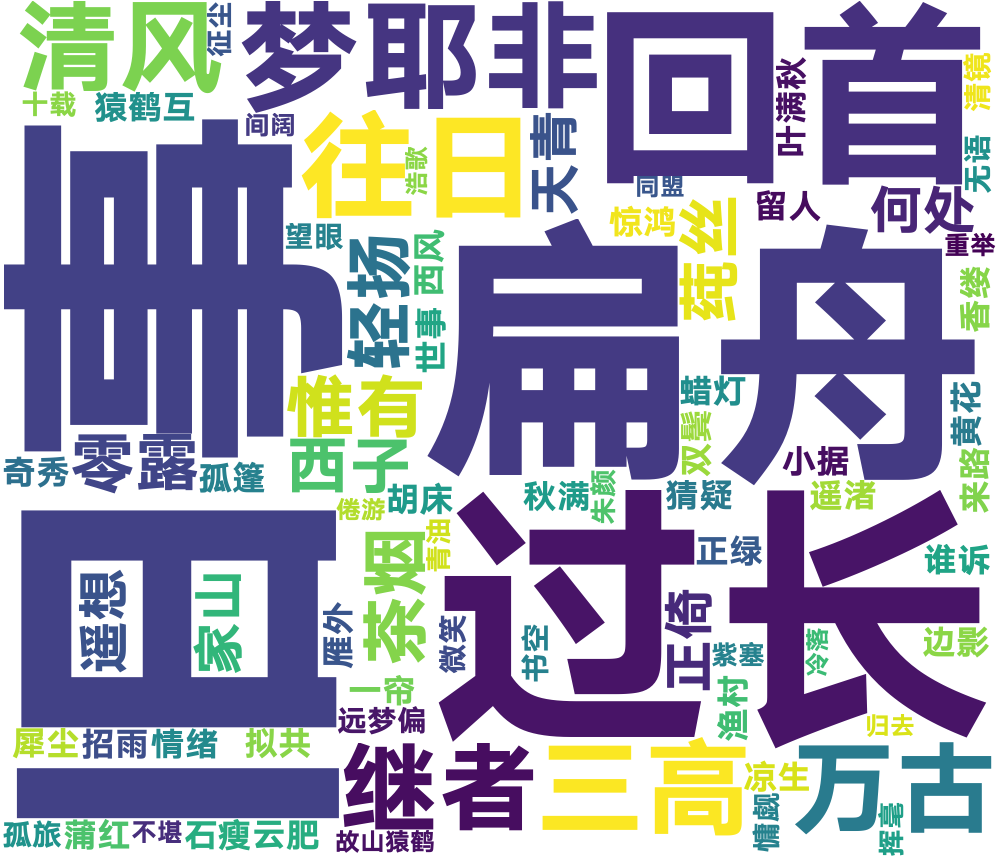 清风
征尘
梦耶非
回首
十载
猿鹤互
间阔
往日
浩歌
天青
叶满秋
清镜
无语
同盟
留人
何处
惊鸿
莼丝
重举
望眼
轻扬
西风
世事
旧事
扁舟
香缕
惟有
蜡灯
双鬓
黄花
零露
西子
小据
奇秀
孤篷
倦游
胡床
秋满
朱颜
猜疑
遥渚
来路
青油
过长
正绿
谁诉
遥想
家山
茶烟
雁外
微笑
书空
正倚
紫塞
冷落
边影
一帘
渔村
远梦偏
归去
犀尘
招雨
情绪
拟共
继者
三高
凉生
万古
孤旅
蒲红
不堪
石瘦云肥
故山猿鹤
慵觑
挥毫